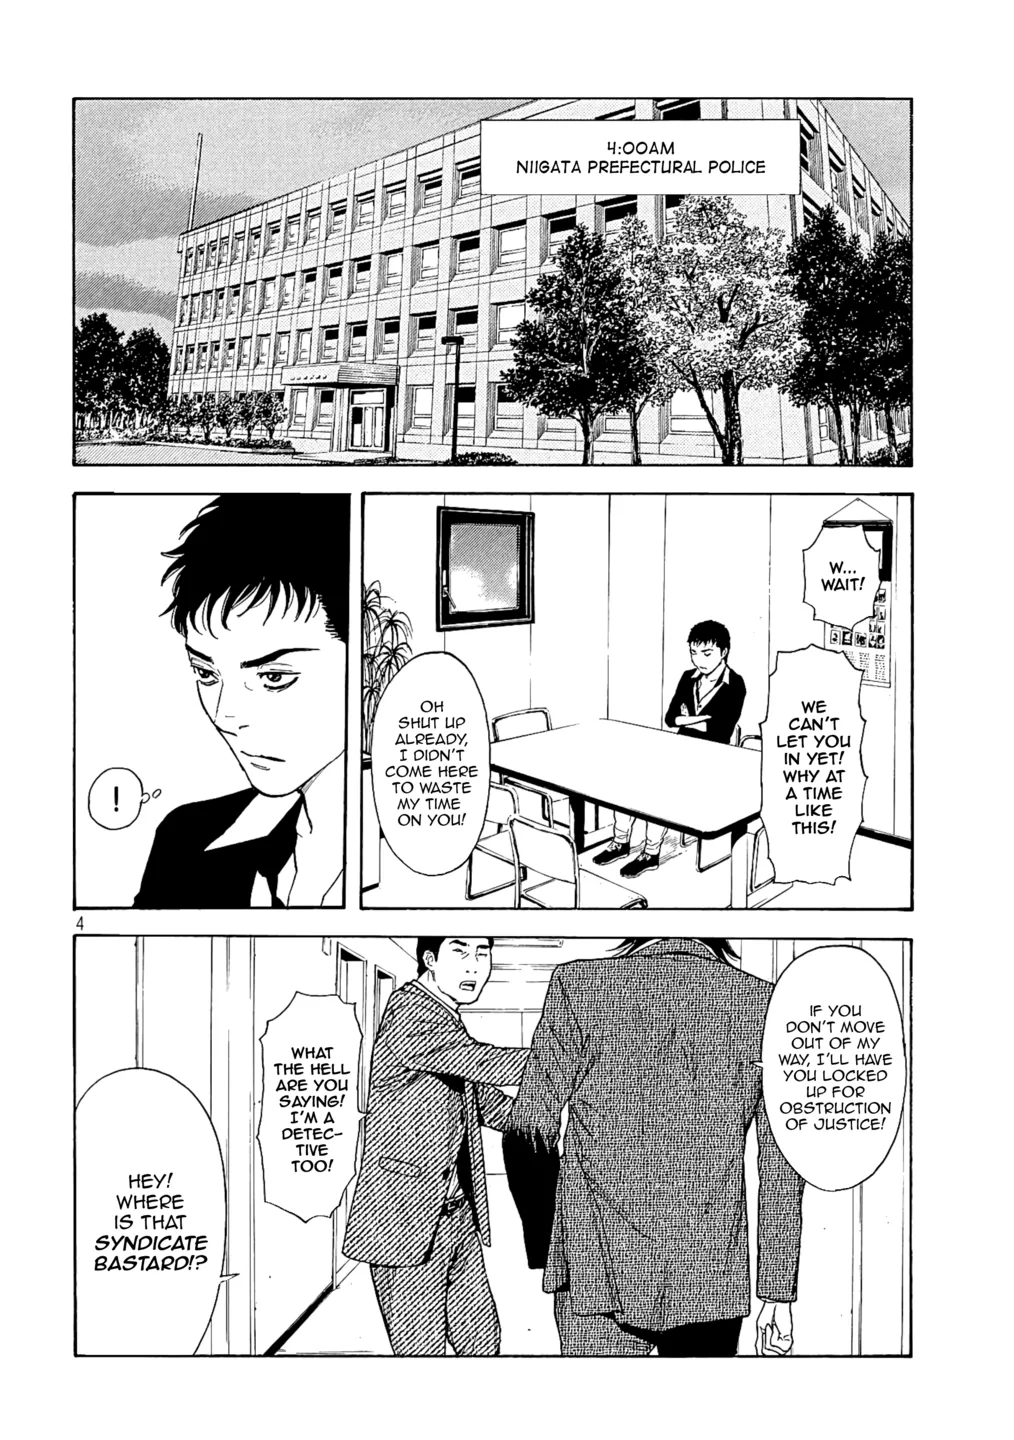 4:00AM
NIIGATA PREFECTURAL POLICE
W...
WAIT!
WE
CAN'T
LET YOU
IN YET!
WHY AT
A TIME
LIKE
THIS!
OH
SHUT UP
ALREADY,
I DIDN'T
COME HERE
TO WASTE
MY TIME
ON YOU!
!
4
IF YOU
DON'T MOVE
OUT OF MY
WAY, I'LL HAVE
YOU LOCKED
UP FOR
OBSTRUCTION
OF JUSTICE!
WHAT
THE HELL
ARE YOU
SAYING!
I'M A
DETEC-
TIVE
TOO!
HEY!
WHERE
IS THAT
SYNDICATE
BASTARD!?